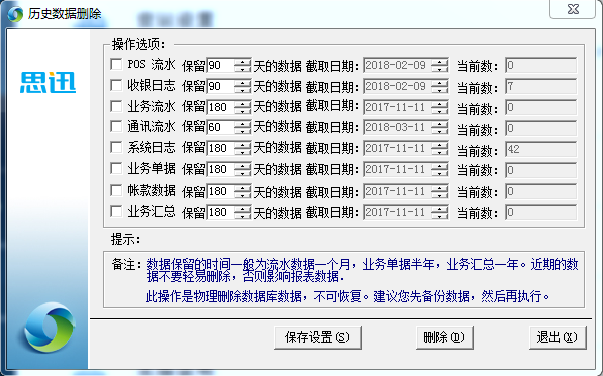 历史数据删除
思迅
操作选项:
POS 流水 保留 90 天的数据 截取日期: 2018-02-09 当前数: 0
收银日志 保留 90 天的数据 截取日期: 2018-02-09 当前数: 7
业务流水 保留 180 天的数据 截取日期: 2017-11-11 当前数: 0
通讯流水 保留 60 天的数据 截取日期: 2018-03-11 当前数: 0
系统日志 保留 180 天的数据 截取日期: 2017-11-11 当前数: 42
业务单据 保留 180 天的数据 截取日期: 2017-11-11 当前数: 0
帐款数据 保留 180 天的数据 截取日期: 2017-11-11 当前数: 0
业务汇总 保留 180 天的数据 截取日期: 2017-11-11 当前数: 0
提示:
备注: 数据保留的时间一般为流水数据一个月，业务单据半年，业务汇总一年。近期的数
据不要轻易删除，否则影响报表数据.
此操作是物理删除数据库数据，不可恢复。建议您先备份数据，然后再执行。
保存设置(S) 删除(D) 退出(X)